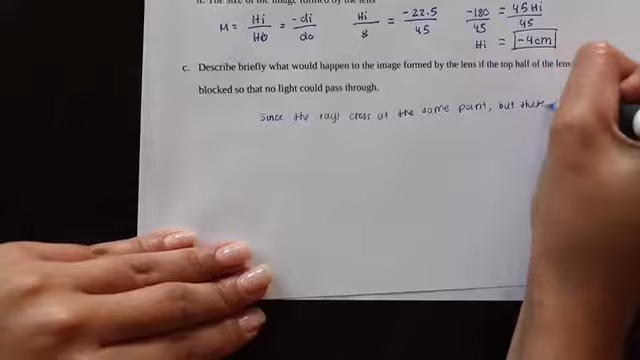 The size of the image formed by the lens
M = Hi/Ho = -di/do    Hi/8 = -22.5/45    -180/45 = 45Hi/45
Hi = -4cm
c. Describe briefly what would happen to the image formed by the lens if the top half of the lens
blocked so that no light could pass through.
Since the rays cross at the same point, but there